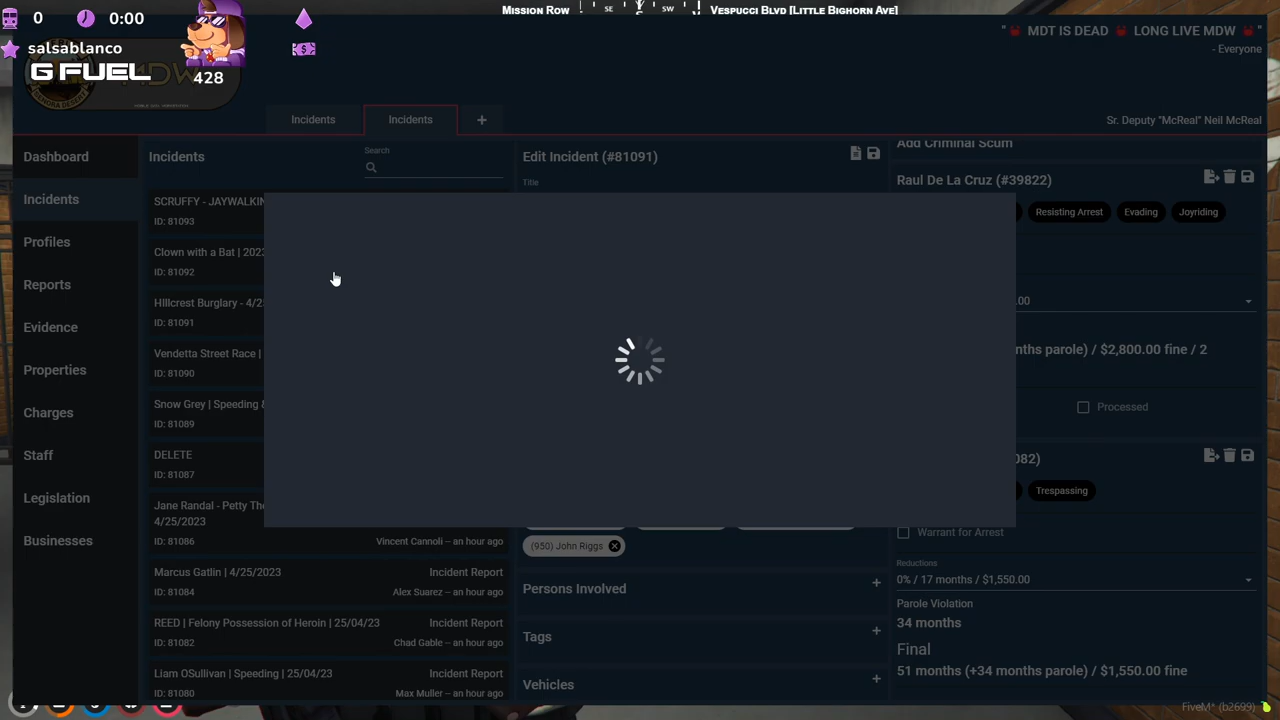 0
0:00
Mission Row
SE
SW
Vespucci Blvd [Little Bighorn Ave]
salsablanco
G FUEL
428
MDW
" MDT IS DEAD LONG LIVE MDW "
- Everyone
Incidents
Incidents
+
Sr. Deputy "McReal" Neil McReal
Dashboard
Incidents
Profiles
Reports
Evidence
Properties
Charges
Staff
Legislation
Businesses
Incidents
Search
SCRUFFY - JAYWALKIN
ID: 81093
Clown with a Bat | 2023
ID: 81092
HIllcrest Burglary - 4/25
ID: 81091
Vendetta Street Race |
ID: 81090
Snow Grey | Speeding &
ID: 81089
DELETE
ID: 81087
Jane Randal - Petty The
4/25/2023
ID: 81086
Vincent Cannoli – an hour ago
Marcus Gatlin | 4/25/2023
Incident Report
ID: 81084
Alex Suarez – an hour ago
REED | Felony Possession of Heroin | 25/04/23
Incident Report
ID: 81082
Chad Gable – an hour ago
Liam OSullivan | Speeding | 25/04/23
Incident Report
ID: 81080
Max Muller – an hour ago
Edit Incident (#81091)
Title
(950) John Riggs
Persons Involved
+
Tags
+
Vehicles
+
Add Criminal Scum
Raul De La Cruz (#39822)
Resisting Arrest
Evading
Joyriding
.00
nths parole) / $2,800.00 fine / 2
Processed
082)
Trespassing
Warrant for Arrest
Reductions
0% / 17 months / $1,550.00
Parole Violation
34 months
Final
51 months (+34 months parole) / $1,550.00 fine
FiveM* (b2699)